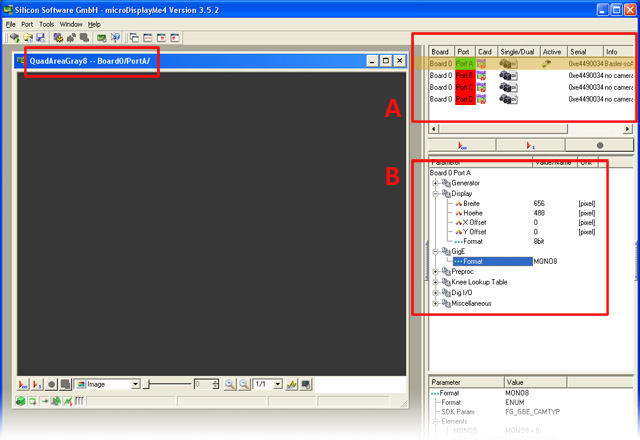 Silicon Software GmbH - microDisplayMe4 Version 3.5.2
File Port Tools Window Help
QuadAreaGray8 -- Board0/PortA/
Image
0
1/1
A
Board Port Card Single/Dual Active Serial Info
Board 0 Port A 0xe4490034 Basler-scA
Board 0 Port B 0xe4490034 no camera
Board 0 Port C 0xe4490034 no camera
Board 0 Port D 0xe4490034 no camera
B
Parameter Value/Name Unit
Board 0 Port A
Generator
Display
Breite 656 [pixel]
Hoehe 488 [pixel]
X Offset 0 [pixel]
Y Offset 0 [pixel]
Format 8bit
GigE
Format MONO8
Preproc
Knee Lookup Table
Dig I/O
Miscellaneous
Parameter Value
Format MONO8
Format ENUM
SDK Param FG_GBE_CAMTYP
Elements
MONO8 MONO8 = 0